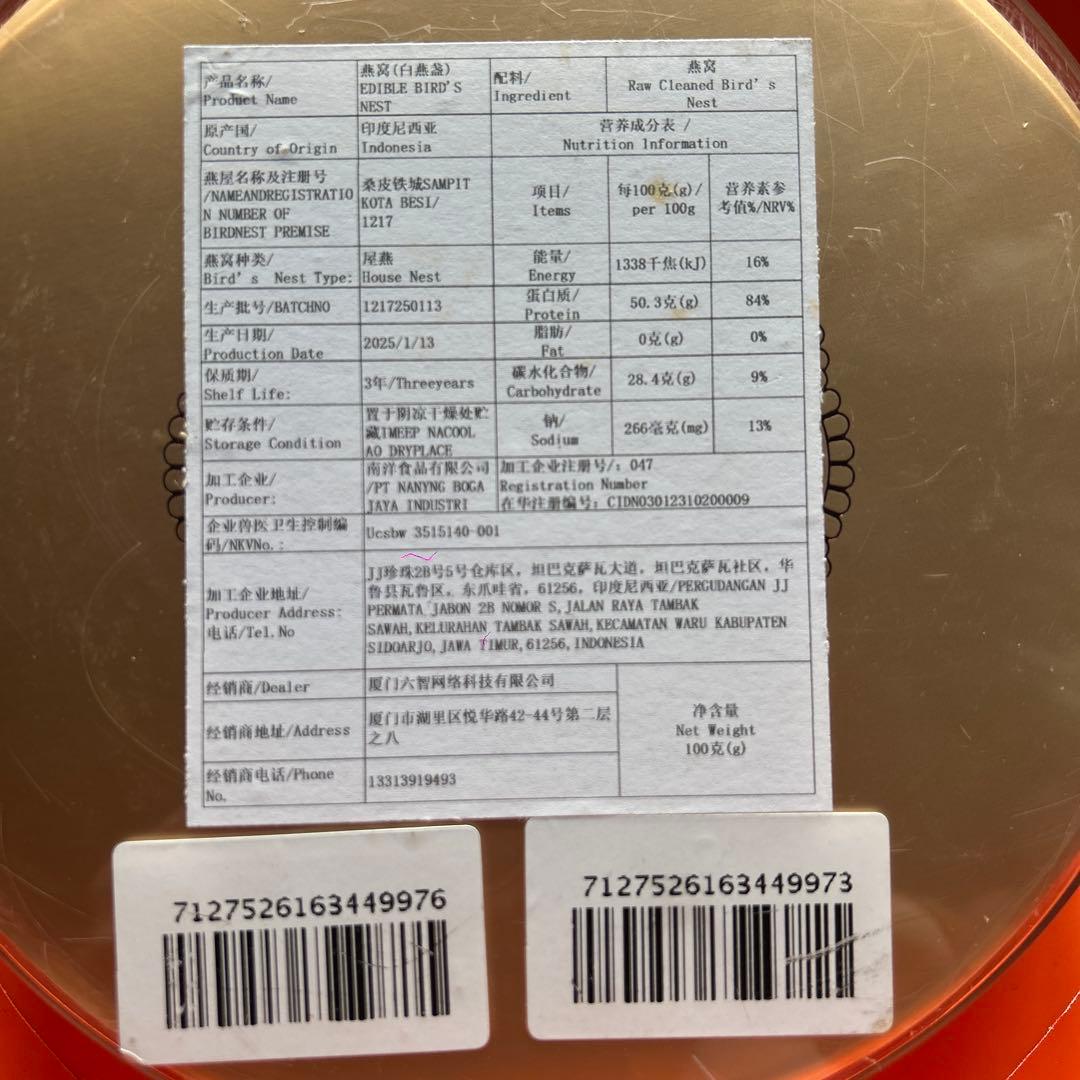 产品名称/
Product Name
燕窝(白燕盏)
EDIBLE BIRD'S
NEST
配料/
Ingredient
燕窝
Raw Cleaned Bird's
Nest
原产国/
Country of Origin
印度尼西亚
Indonesia
营养成分表 /
Nutrition Information
燕屋名称及注册号
/NAMEANDREGISTRATIO
N NUMBER OF
BIRDNEST PREMISE
桑皮铁城SAMPIT
KOTA BESI/
1217
项目/
Items
每100克(g)/
per 100g
营养素参
考值%/NRV%
燕窝种类/
Bird's Nest Type:
屋燕
House Nest
能量/
Energy
1338千焦(kJ)
16%
生产批号/BATCHNO
1217250113
蛋白质/
Protein
50.3克(g)
84%
生产日期/
Production Date
2025/1/13
脂肪/
Fat
0克(g)
0%
保质期/
Shelf Life:
3年/Threeyears
碳水化合物/
Carbohydrate
28.4克(g)
9%
贮存条件/
Storage Condition
置于阴凉干燥处贮
藏IMEEP NACOOL
AO DRYPLACE
钠/
Sodium
266毫克(mg)
13%
加工企业/
Producer:
南洋食品有限公司
/PT NANYNG BOGA
JAYA INDUSTRI
加工企业注册号/: 047
Registration Number
在华注册编号: CIDN03012310200009
企业兽医卫生控制编
码/NKVNo.:
Ucsbw 3515140-001
加工企业地址/
Producer Address:
电话/Tel.No
JJ珍珠2B号5号仓库区, 坦巴克萨瓦大道, 坦巴克萨瓦社区, 华
鲁县瓦鲁区, 东爪哇省, 61256, 印度尼西亚/PERGUDANGAN JJ
PERMATA JABON 2B NOMOR S,JALAN RAYA TAMBAK
SAWAH,KELURAHAN TAMBAK SAWAH,KECAMATAN WARU KABUPATEN
SIDOARJO,JAWA TIMUR,61256,INDONESIA
经销商/Dealer
厦门六智网络科技有限公司
经销商地址/Address
厦门市湖里区悦华路42-44号第二层
之八
净含量
Net Weight
100克(g)
经销商电话/Phone
No.
13313919493
7127526163449976
7127526163449973